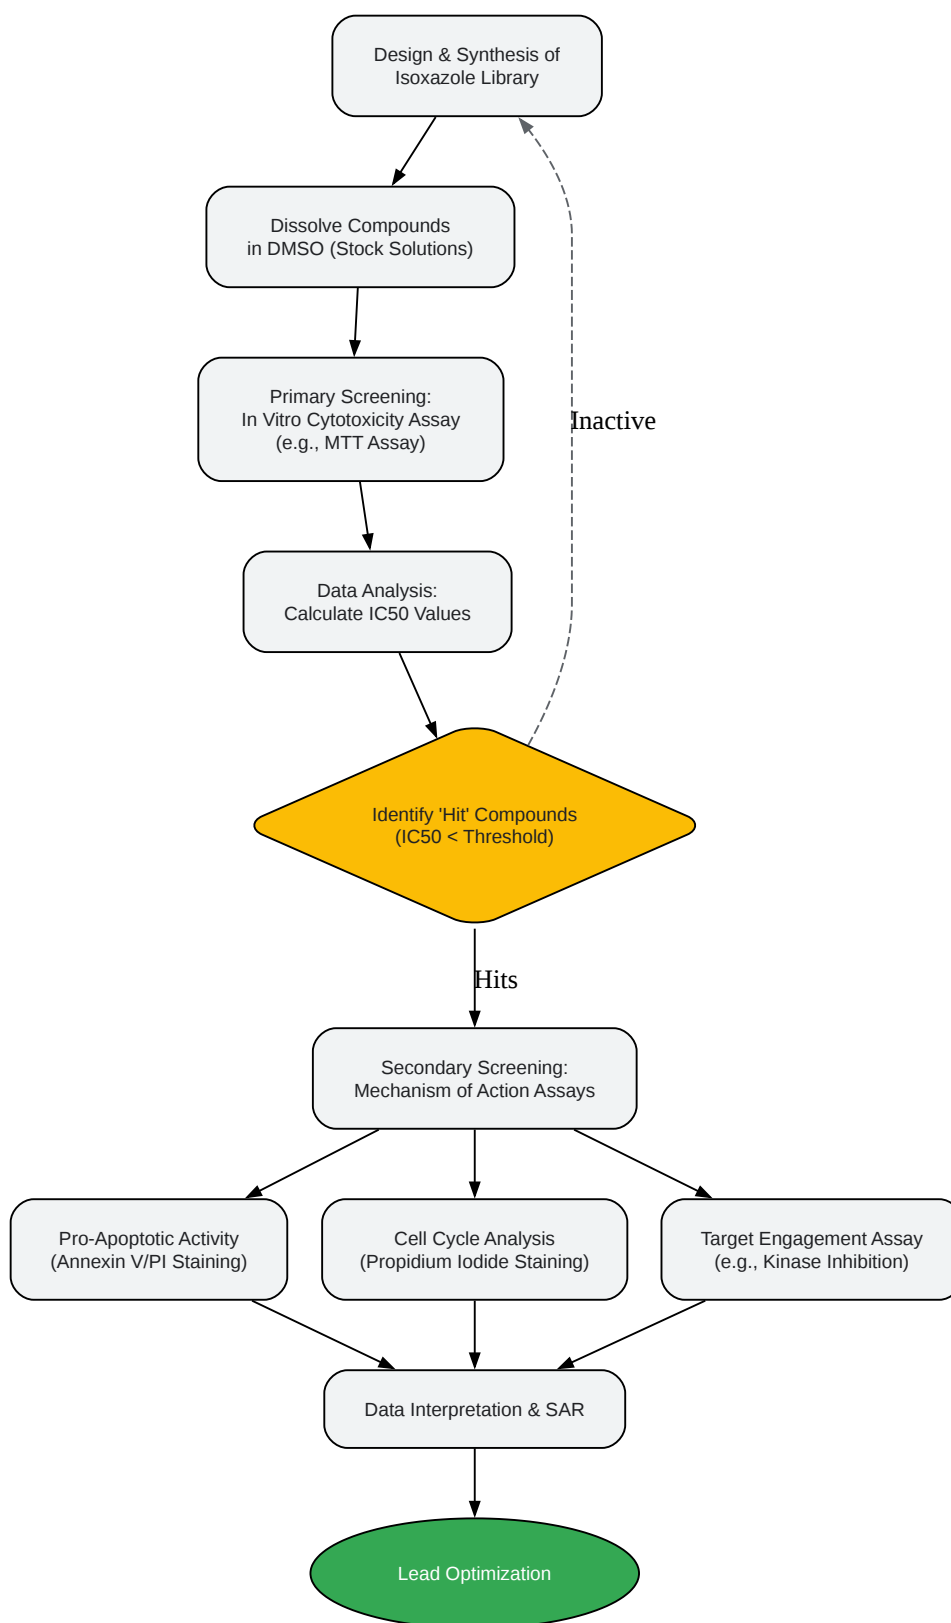 Design & Synthesis of
Isoxazole Library
Dissolve Compounds
in DMSO (Stock Solutions)
Primary Screening:
In Vitro Cytotoxicity Assay
(e.g., MTT Assay)
Inactive
Data Analysis:
Calculate IC50 Values
Identify 'Hit' Compounds
(IC50 < Threshold)
Hits
Secondary Screening:
Mechanism of Action Assays
Pro-Apoptotic Activity
(Annexin V/PI Staining)
Cell Cycle Analysis
(Propidium Iodide Staining)
Target Engagement Assay
(e.g., Kinase Inhibition)
Data Interpretation & SAR
Lead Optimization